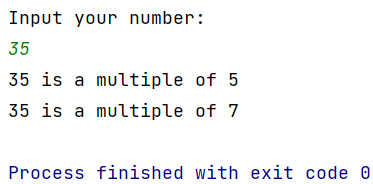 Input your number:
35
35 is a multiple of 5
35 is a multiple of 7
Process finished with exit code 0